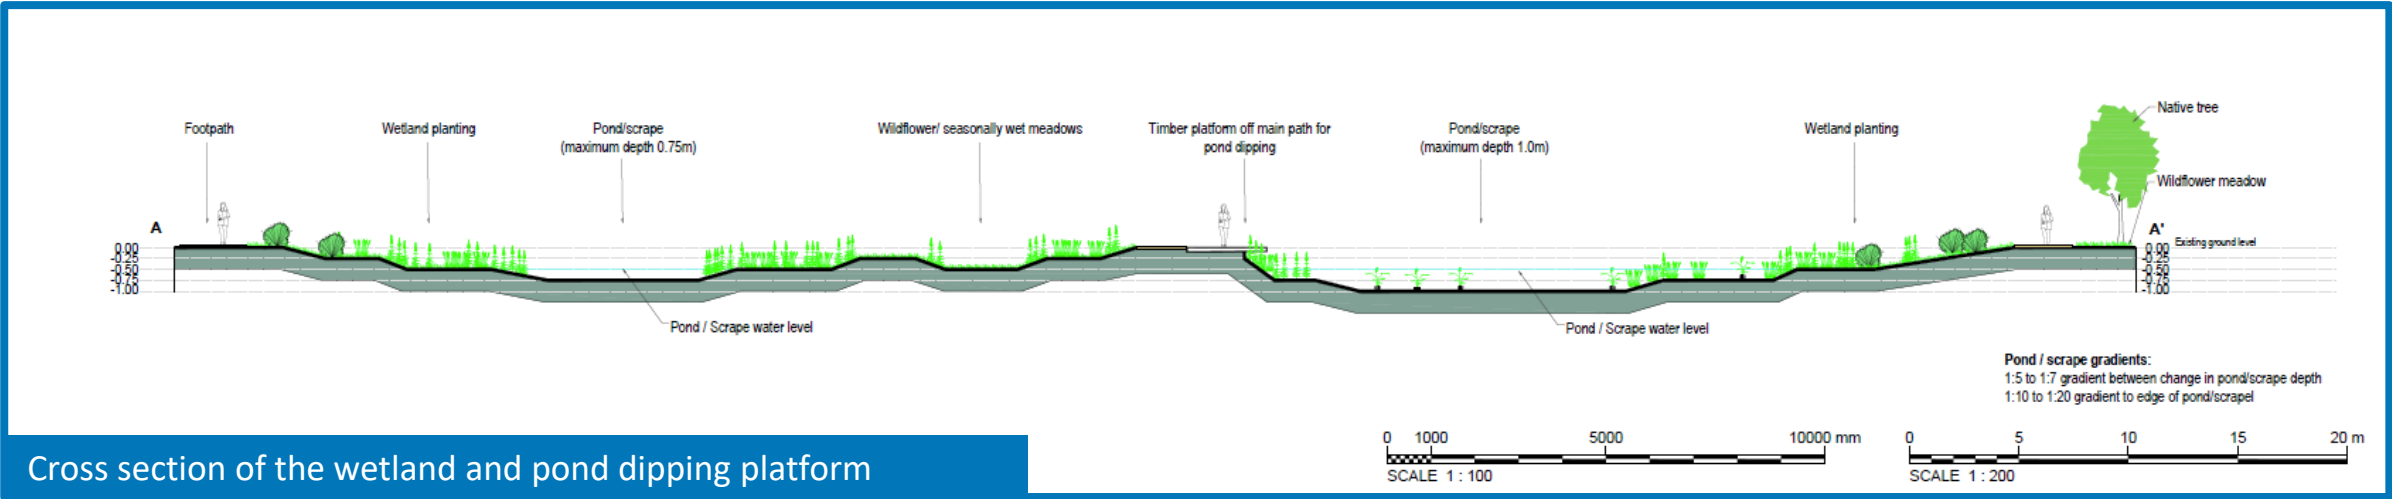 Native tree
Footpath
Wetland planting
Pond/scrape
(maximum depth 0.75m)
Wildflower/ seasonally wet meadows
Timber platform off main path for
pond dipping
Pond/scrape
(maximum depth 1.0m)
Wetland planting
Wildflower meadow
A
A'
0.00
-0.25
-0.50
-0.75
-1.00
0.00 Existing ground level
-0.25
-0.50
-0.75
-1.00
Pond / Scrape water level
Pond / Scrape water level
Pond / scrape gradients:
1:5 to 1:7 gradient between change in pond/scrape depth
1:10 to 1:20 gradient to edge of pond/scrapel
0 1000 5000 10000 mm
SCALE 1 : 100
0 5 10 15 20 m
SCALE 1 : 200
Cross section of the wetland and pond dipping platform